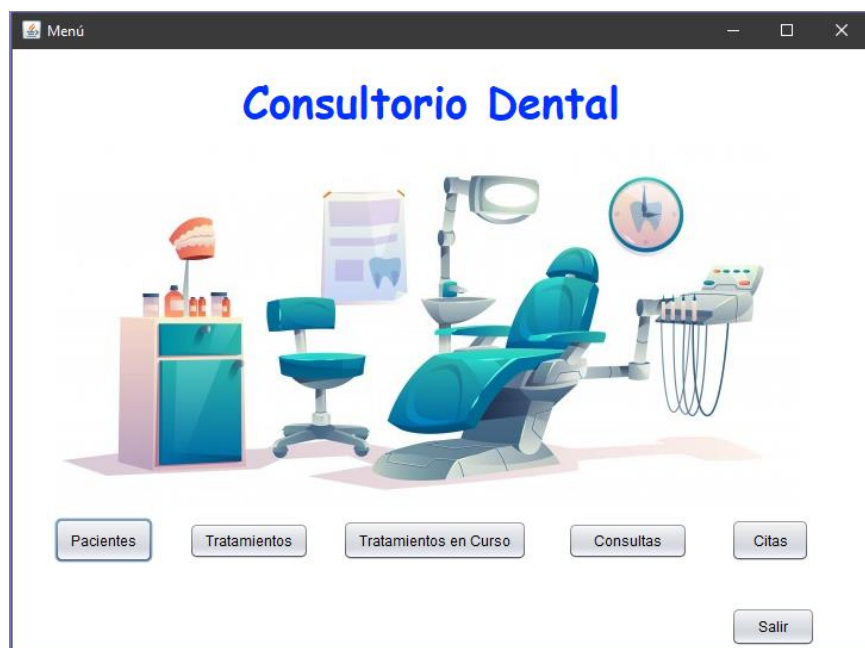 Menú
Consultorio Dental
Pacientes Tratamientos Tratamientos en Curso Consultas Citas
Salir